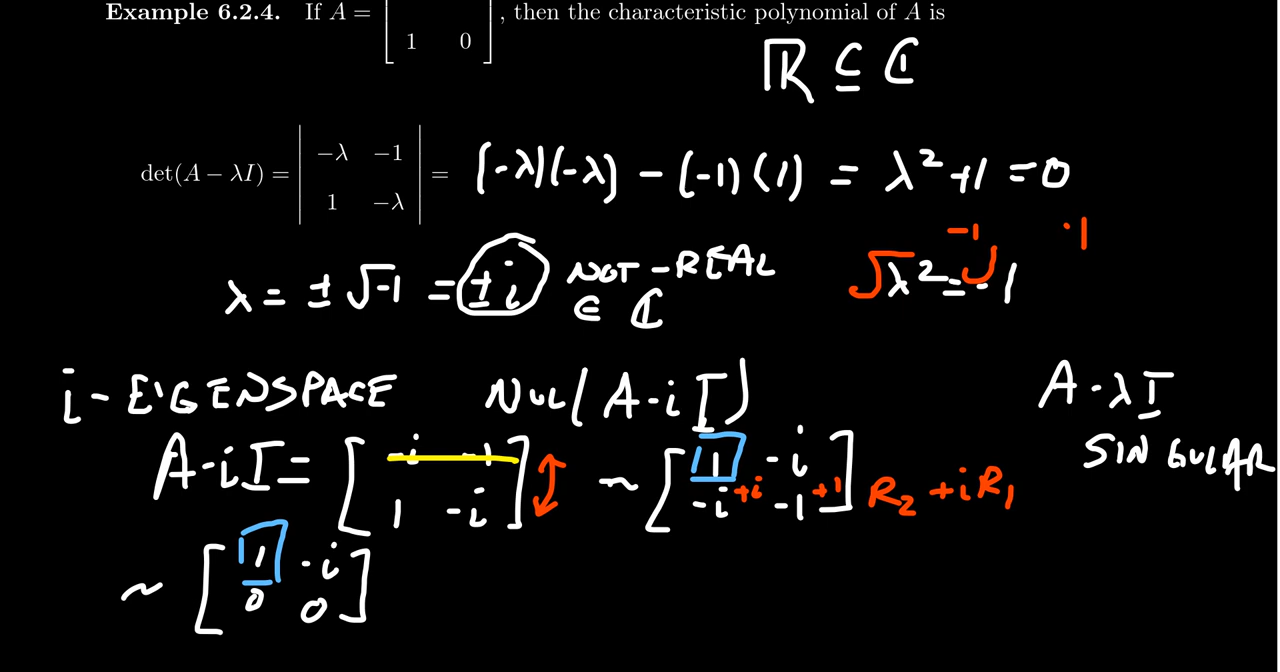 Example 6.2.4. If A = [ 1 0 ], then the characteristic polynomial of A is
ℝ ⊆ ℂ
det(A − λI) = | −λ −1 | = (-λ)(-λ) - (-1)(1) = λ² + 1 = 0
| 1 −λ |
-1 ·1
λ = ± √-1 = ± i NOT-REAL √λ² = -1
∈ ℂ
i-EIGENSPACE NUL(A - iI) A - λI
SINGULAR
A - iI = [ -i -1 ] ~ [ 1 -i ]
[ 1 -i ] [ -i +i -1 +1 ] R₂ + iR₁
~ [ 1 -i ]
[ 0 0 ]